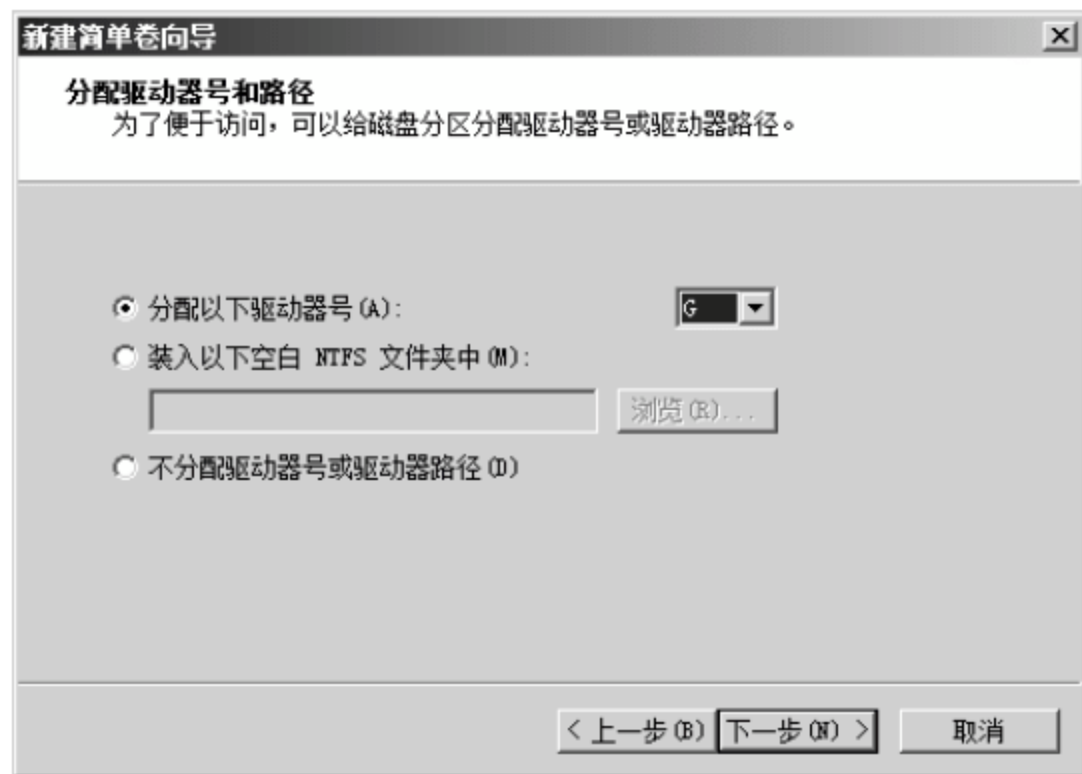 新建简单卷向导
分配驱动器号和路径
为了便于访问，可以给磁盘分区分配驱动器号或驱动器路径。
分配以下驱动器号(A): G
装入以下空白 NTFS 文件夹中(M):
浏览(R)...
不分配驱动器号或驱动器路径(D)
< 上一步(B) 下一步(N) > 取消